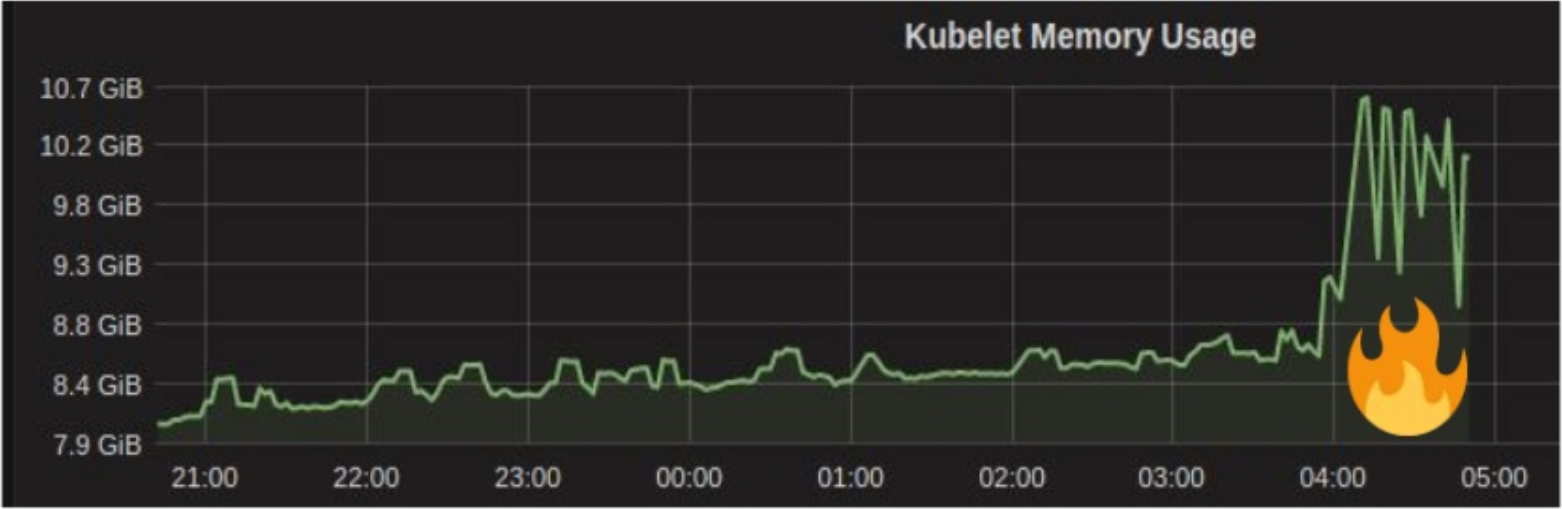 Kubelet Memory Usage
10.7 GiB
10.2 GiB
9.8 GiB
9.3 GiB
8.8 GiB
8.4 GiB
7.9 GiB
21:00 22:00 23:00 00:00 01:00 02:00 03:00 04:00 05:00